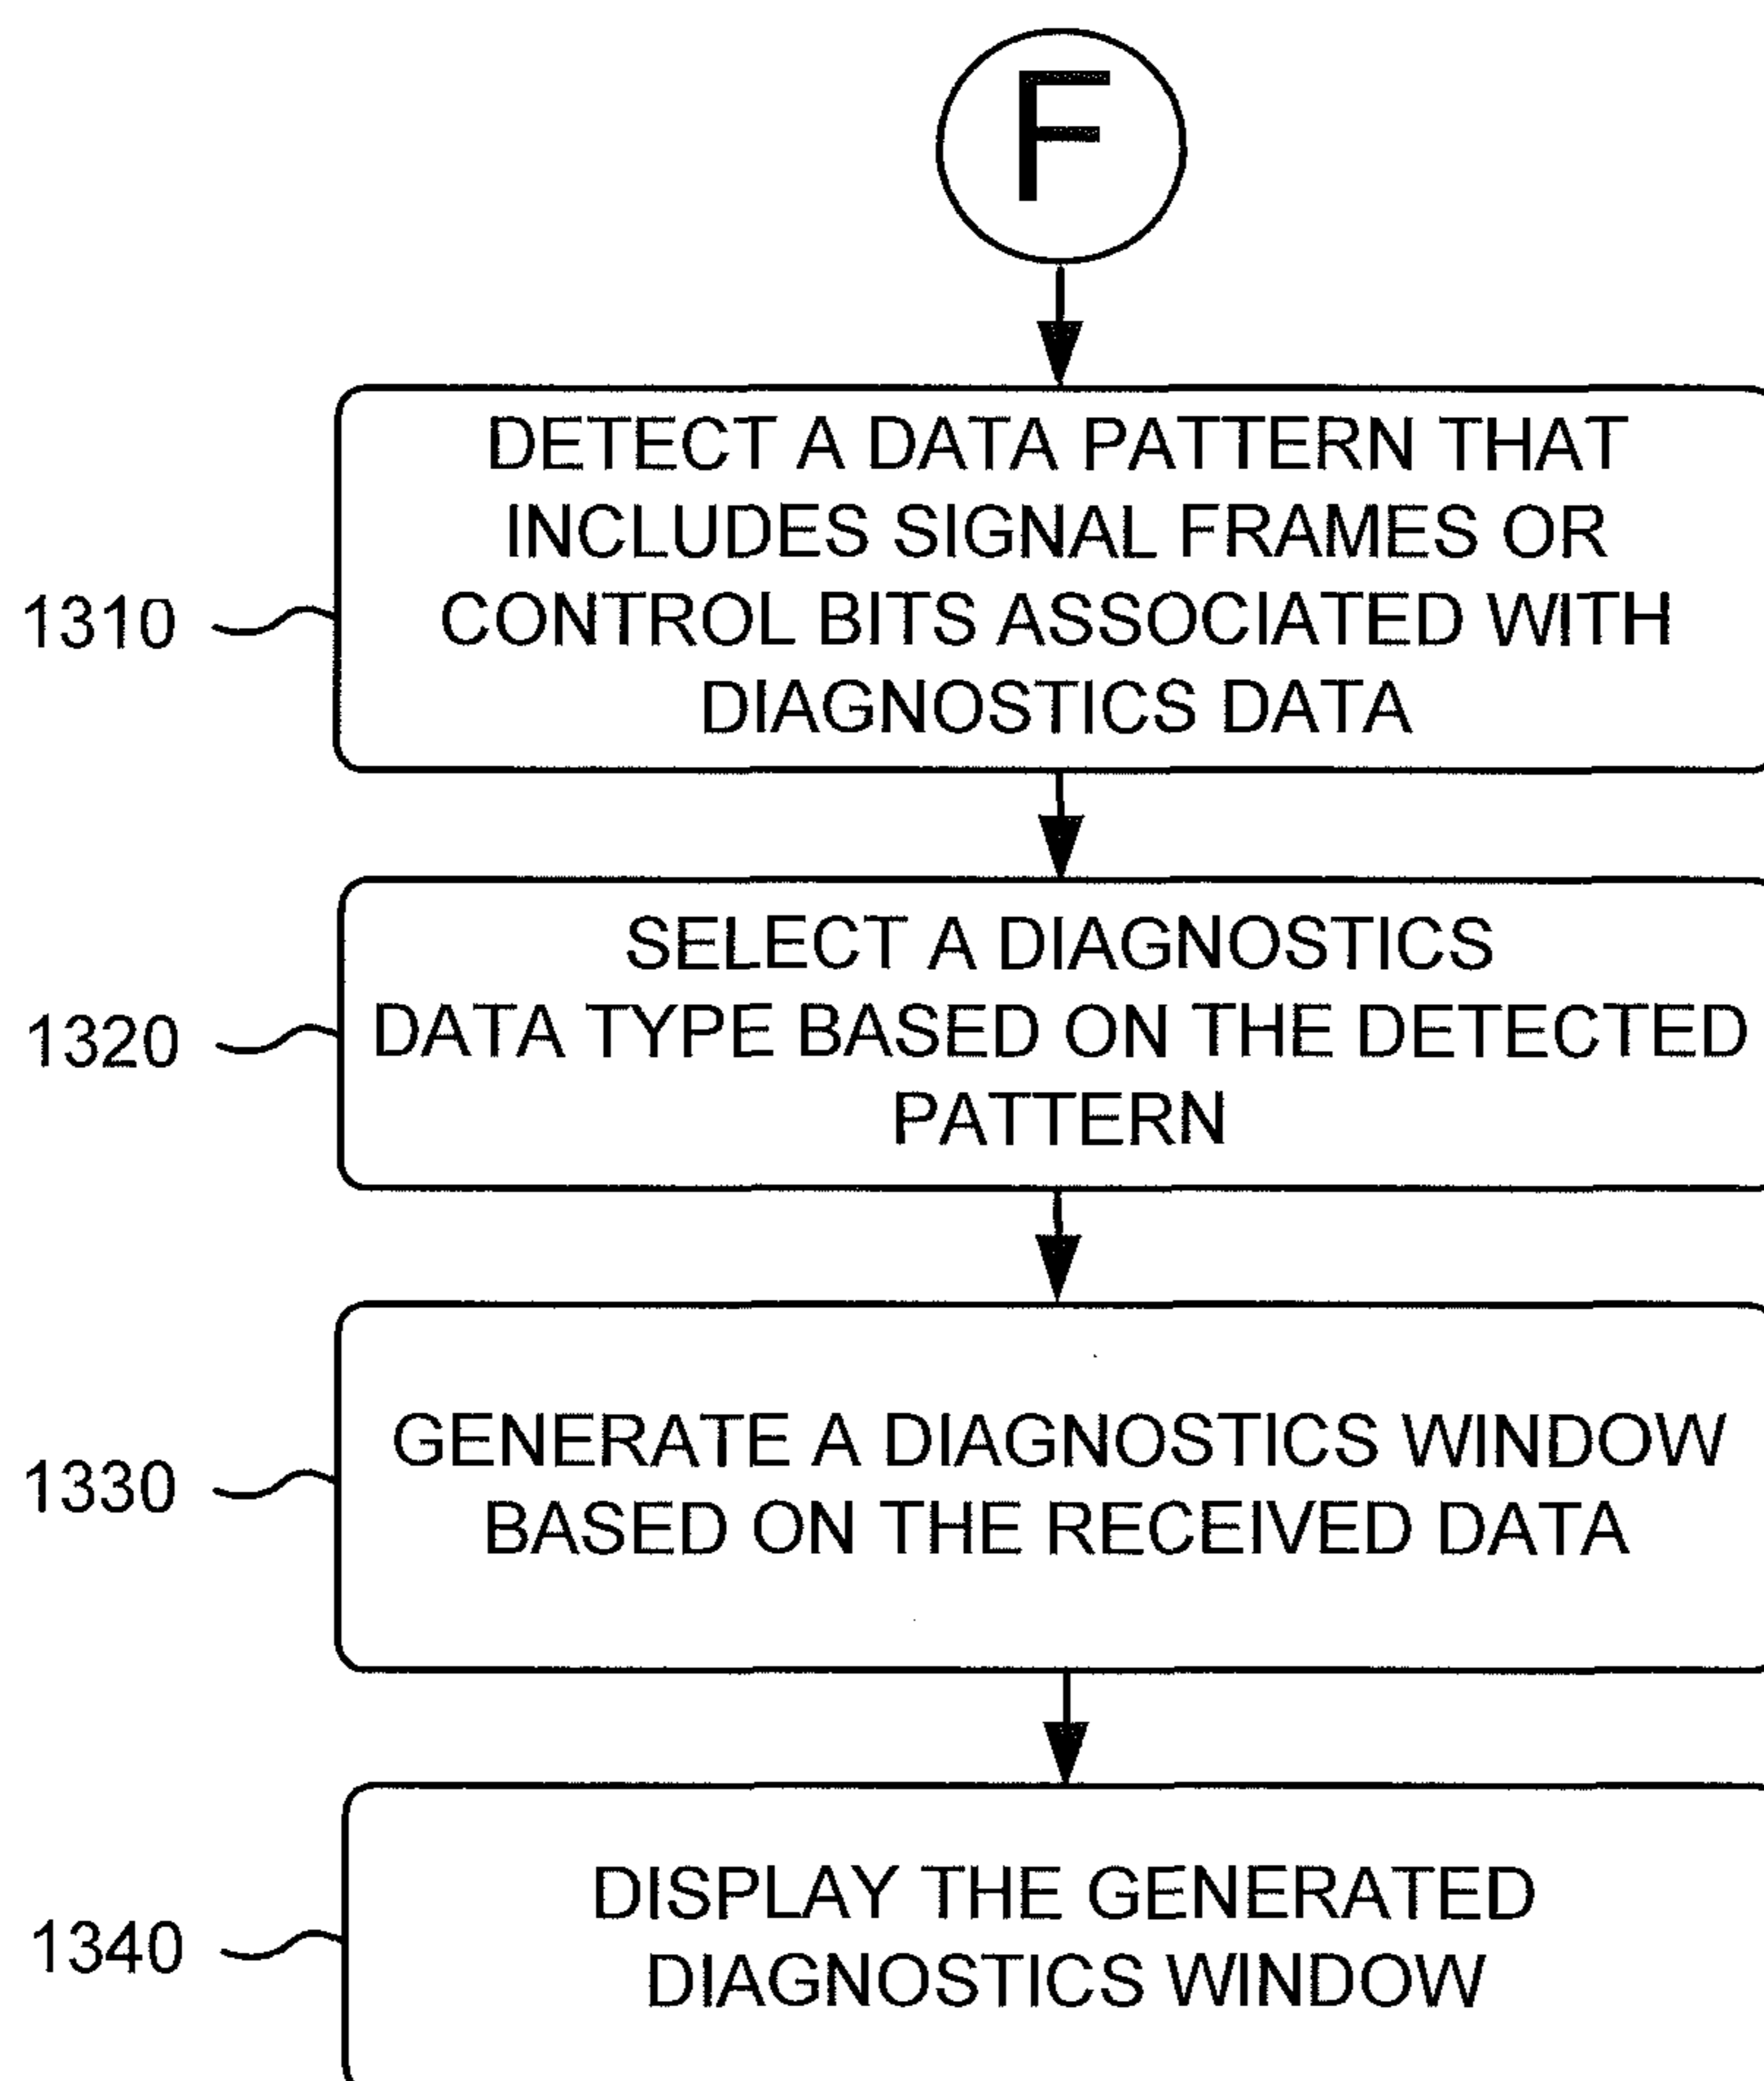 F
DETECT A DATA PATTERN THAT
INCLUDES SIGNAL FRAMES OR
1310
CONTROL BITS ASSOCIATED WITH
DIAGNOSTICS DATA
SELECT A DIAGNOSTICS
1320
DATA TYPE BASED ON THE DETECTED
PATTERN
GENERATE A DIAGNOSTICS WINDOW
1330
BASED ON THE RECEIVED DATA
DISPLAY THE GENERATED
1340
DIAGNOSTICS WINDOW